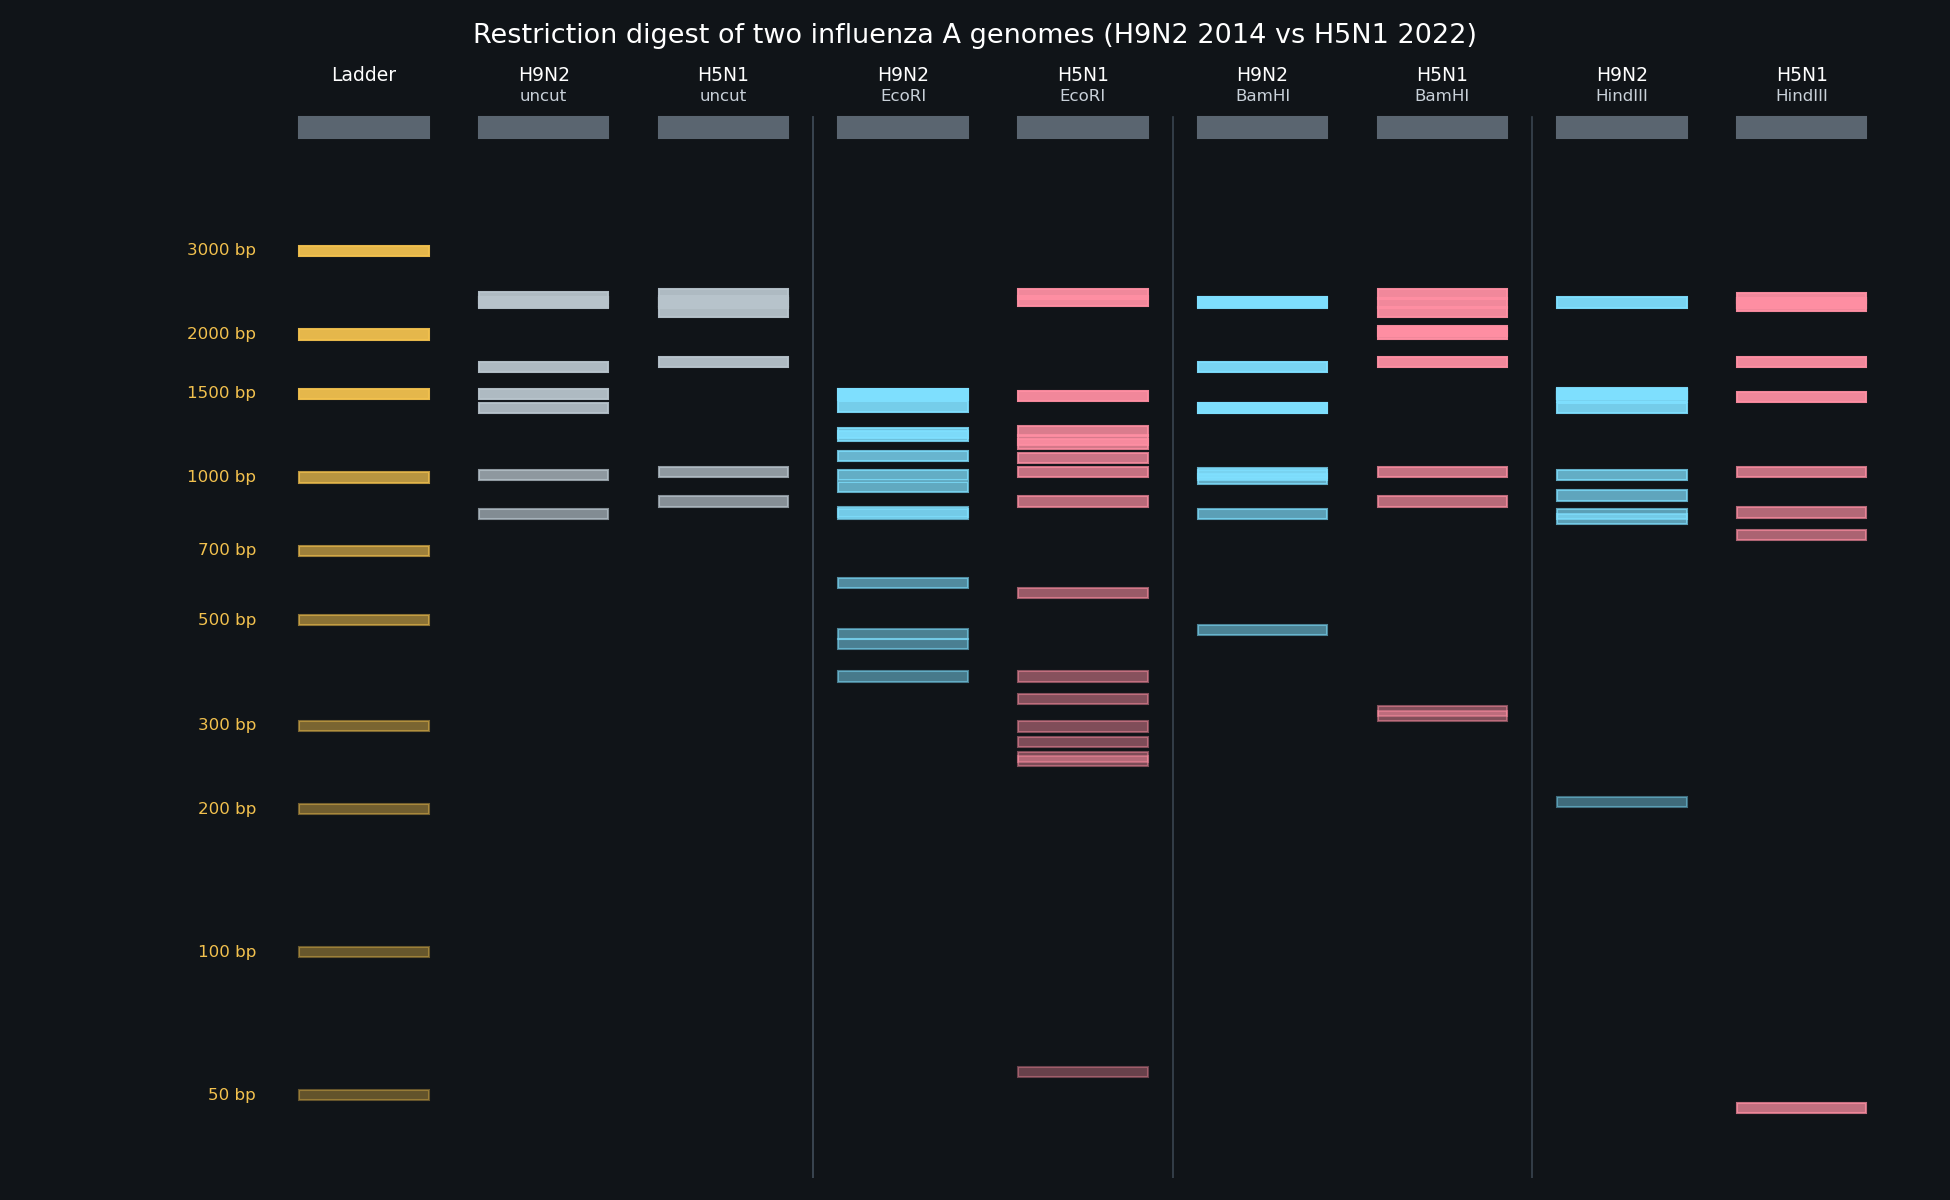 Restriction digest of two influenza A genomes (H9N2 2014 vs H5N1 2022)
Ladder
H9N2
uncut
H5N1
uncut
H9N2
EcoRI
H5N1
EcoRI
H9N2
BamHI
H5N1
BamHI
H9N2
HindIII
H5N1
HindIII
3000 bp
2000 bp
1500 bp
1000 bp
700 bp
500 bp
300 bp
200 bp
100 bp
50 bp